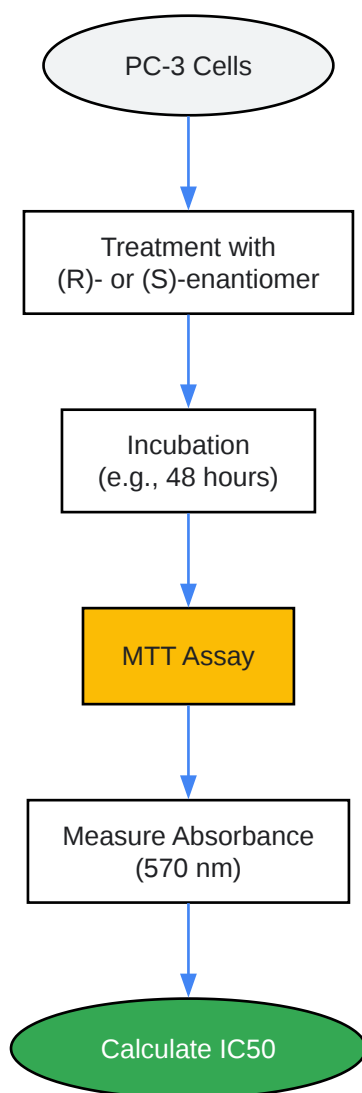 PC-3 Cells
Treatment with
(R)- or (S)-enantiomer
Incubation
(e.g., 48 hours)
MTT Assay
Measure Absorbance
(570 nm)
Calculate IC50